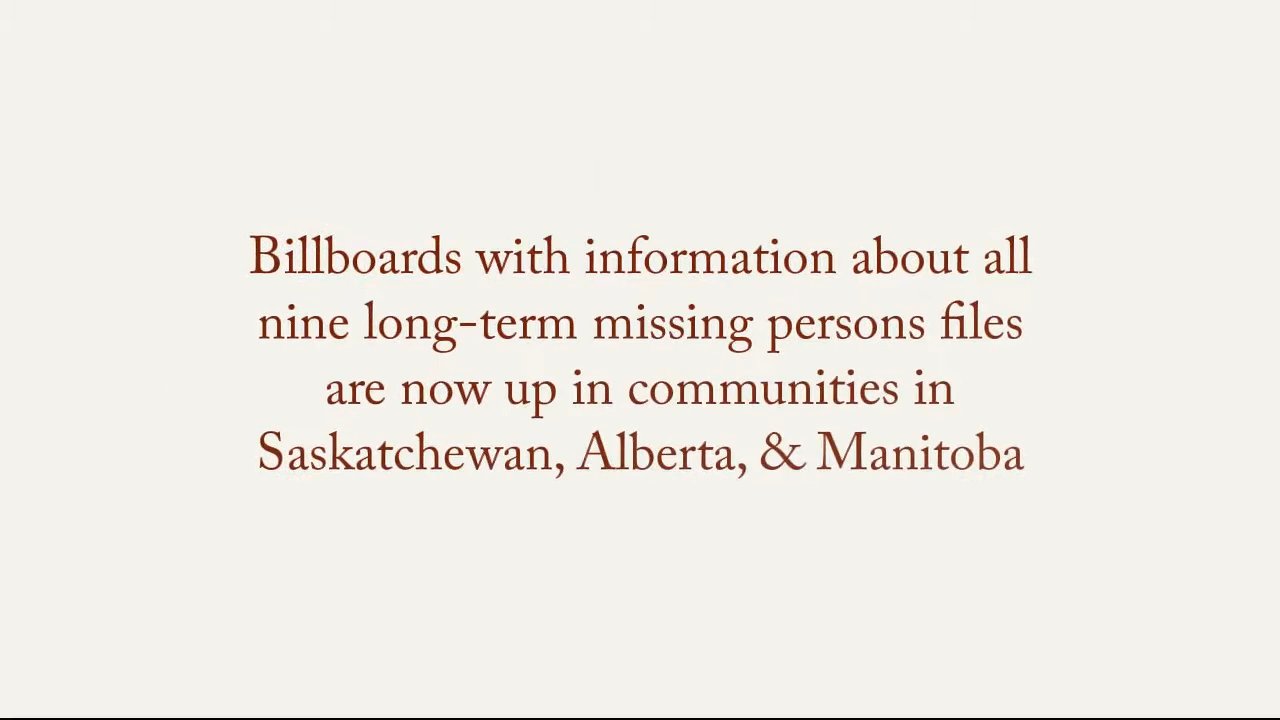 Billboards with information about all
nine long-term missing persons files
are now up in communities in
Saskatchewan, Alberta, & Manitoba